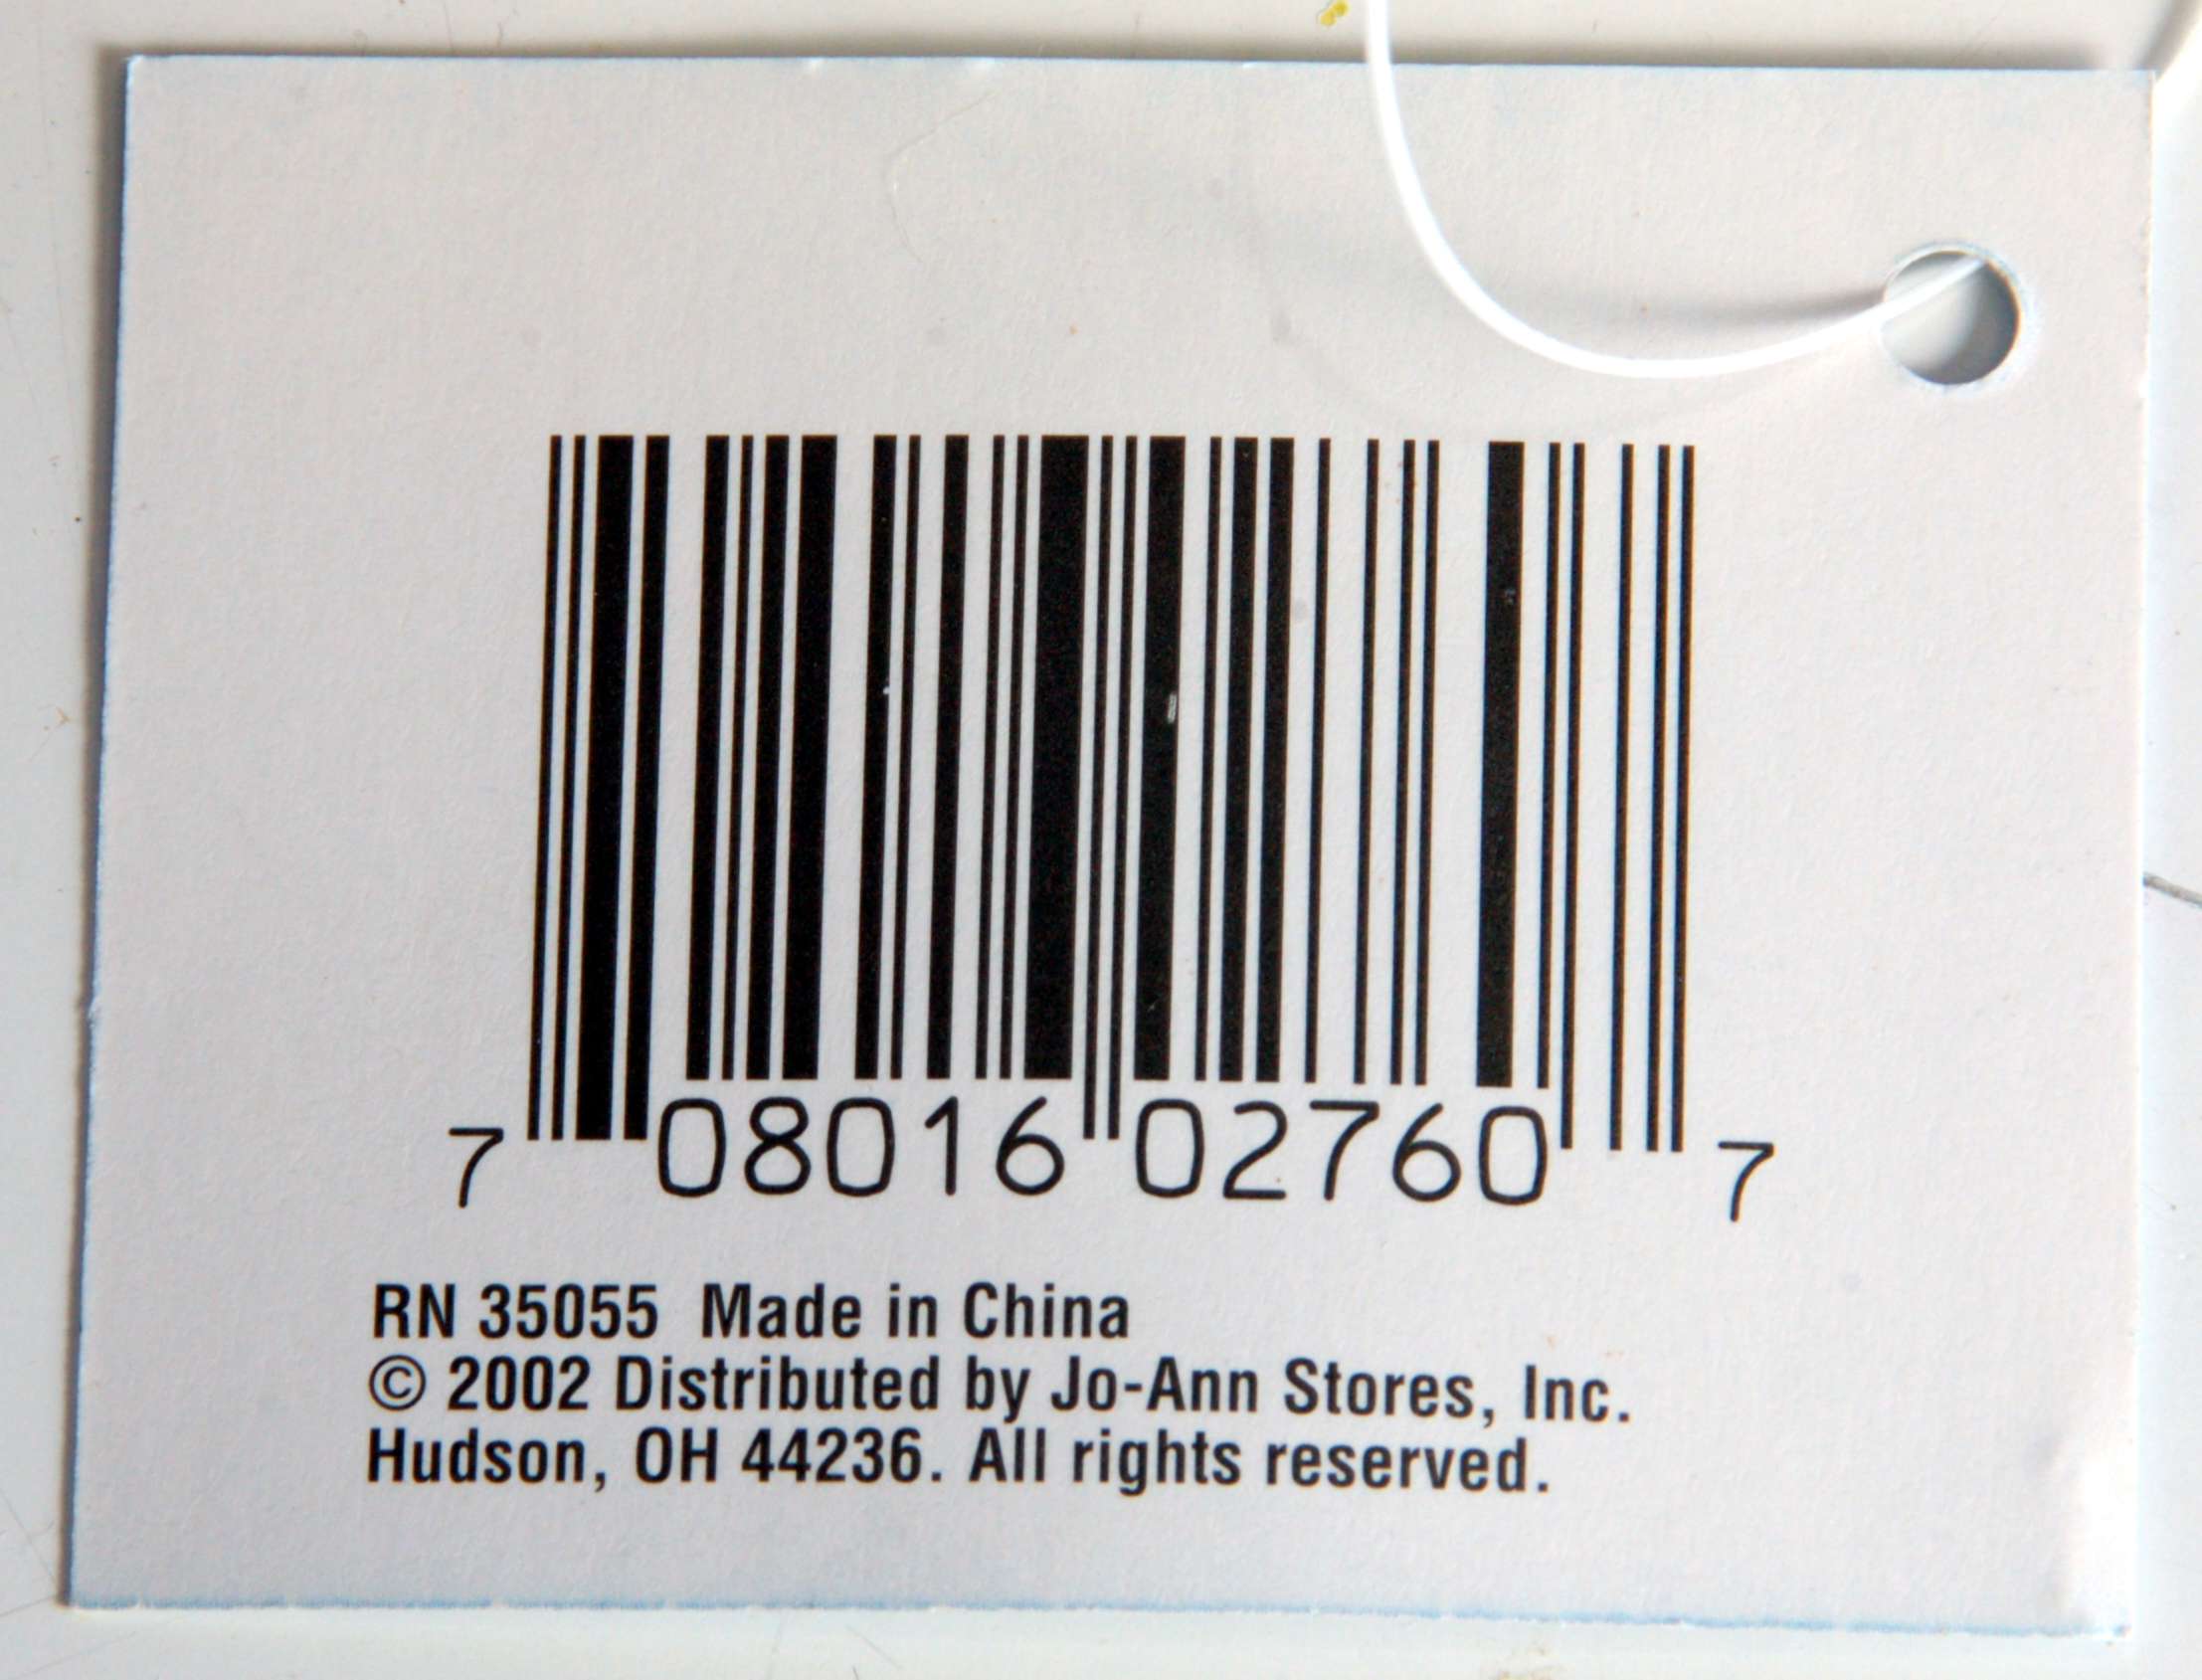 7 08016 02760 7
RN 35055 Made in China
© 2002 Distributed by Jo-Ann Stores, Inc.
Hudson, OH 44236. All rights reserved.